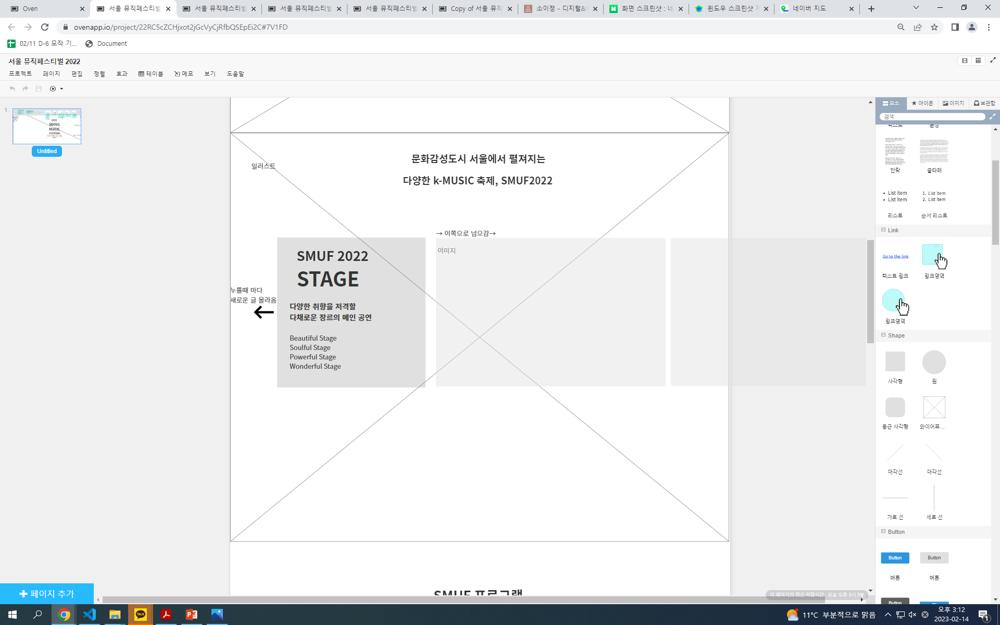 Oven
서울 뮤직페스티벌
서울 뮤직페스티벌
서울 뮤직페스티벌
서울 뮤직페스티벌
Copy of 서울 뮤직
소이정 - 디지털&
화면 스크린샷 : 네
윈도우 스크린샷
네이버 지도
ovenapp.io/project/22RC5cZCHjxot2jGcVyCjRfbQSEpEi2C#7V1FD
02/11 D-6 모작 기...
Document
서울 뮤직페스티벌 2022
프로젝트 페이지 편집 정렬 효과 테이블 메모 보기 도움말
1.
2022
SEOUL
MUCIC
FESTIVAL
Untitled
페이지 추가
일러스트
문화감성도시 서울에서 펼져지는
다양한 k-MUSIC 축제, SMUF2022
→ 이쪽으로 넘으감→
이미지
SMUF 2022
STAGE
누를때 마다
새로운 글 올라옴
다양한 취향을 저격할
다채로운 장르의 메인 공연
Beautiful Stage
Soulful Stage
Powerful Stage
Wonderful Stage
SMUF 프로그램
이 페이지의 최근 저장시간 : 오늘 오후 3시 3분
요소 아이콘 이미지 보관함
검색
텍스트 문장
단락 글타래
• List item
• List item
1. List item
2. List item
리스트 순서 리스트
Link
Go to the link
텍스트 링크 링크영역
링크영역
Shape
사각형 원
둥근 사각형 와이어프...
대각선 대각선
가로 선 세로 선
Button
Button Button
버튼 버튼
Button
TALK
11°C 부분적으로 맑음
오후 3:12
2023-02-14
1